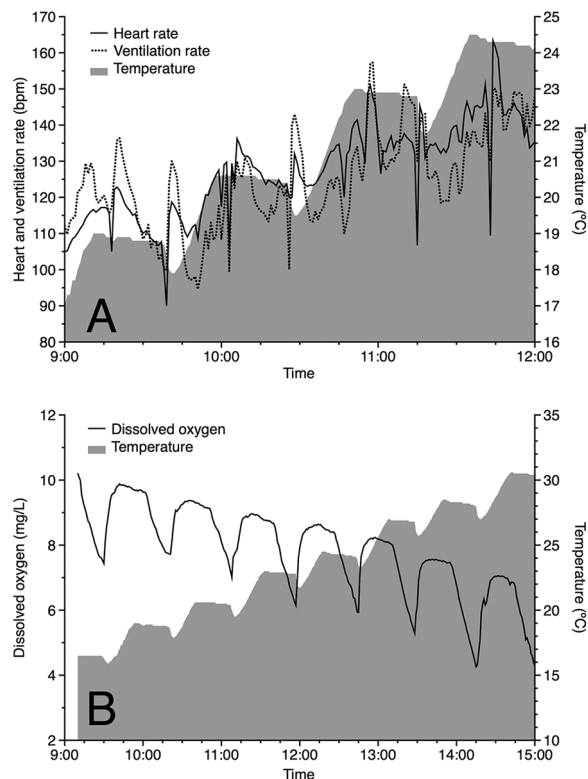 170
160
150
140
130
120
110
100
90
80
Heart and ventilation rate (bpm)
Heart rate
Ventilation rate
Temperature
A
25
24
23
22
21
20
19
18
17
16
Temperature (°C)
9:00 10:00 11:00 12:00
Time
12
10
8
6
4
2
Dissolved oxygen (mg/L)
Dissolved oxygen
Temperature
B
35
30
25
20
15
10
Temperature (°C)
9:00 10:00 11:00 12:00 13:00 14:00 15:00
Time